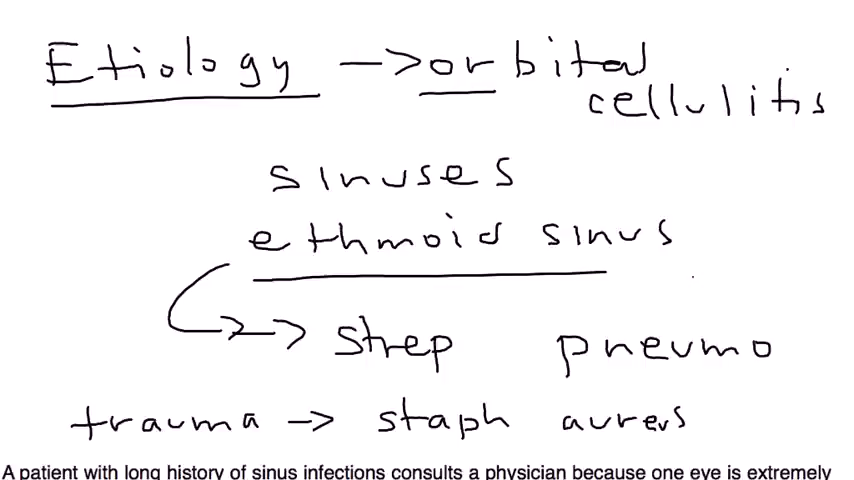 Etiology -> orbital
cellulitis
sinuses
ethmoid sinus
->-> strep pneumo
trauma -> staph aureus
A patient with long history of sinus infections consults a physician because one eye is extremely